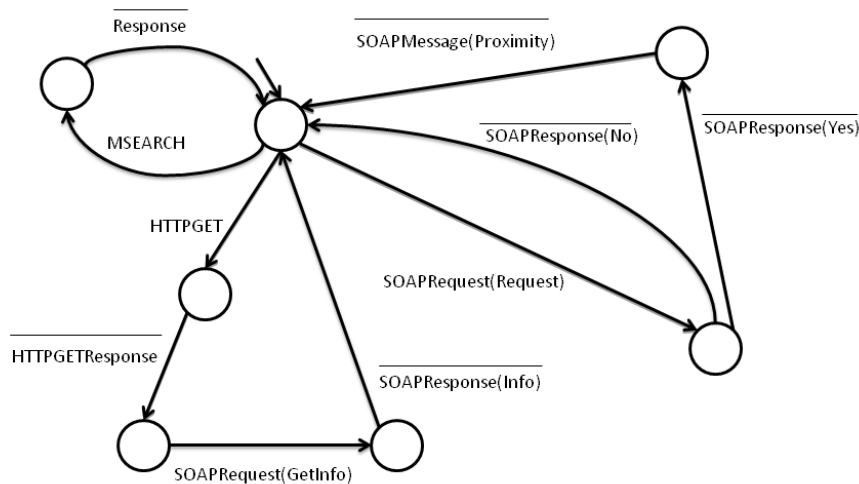 Response
SOAPMessage(Proximity)
MSEARCH
SOAPResponse(No)
SOAPResponse(Yes)
HTTPGET
SOAPRequest(Request)
HTTPGETResponse
SOAPResponse(Info)
SOAPRequest(GetInfo)